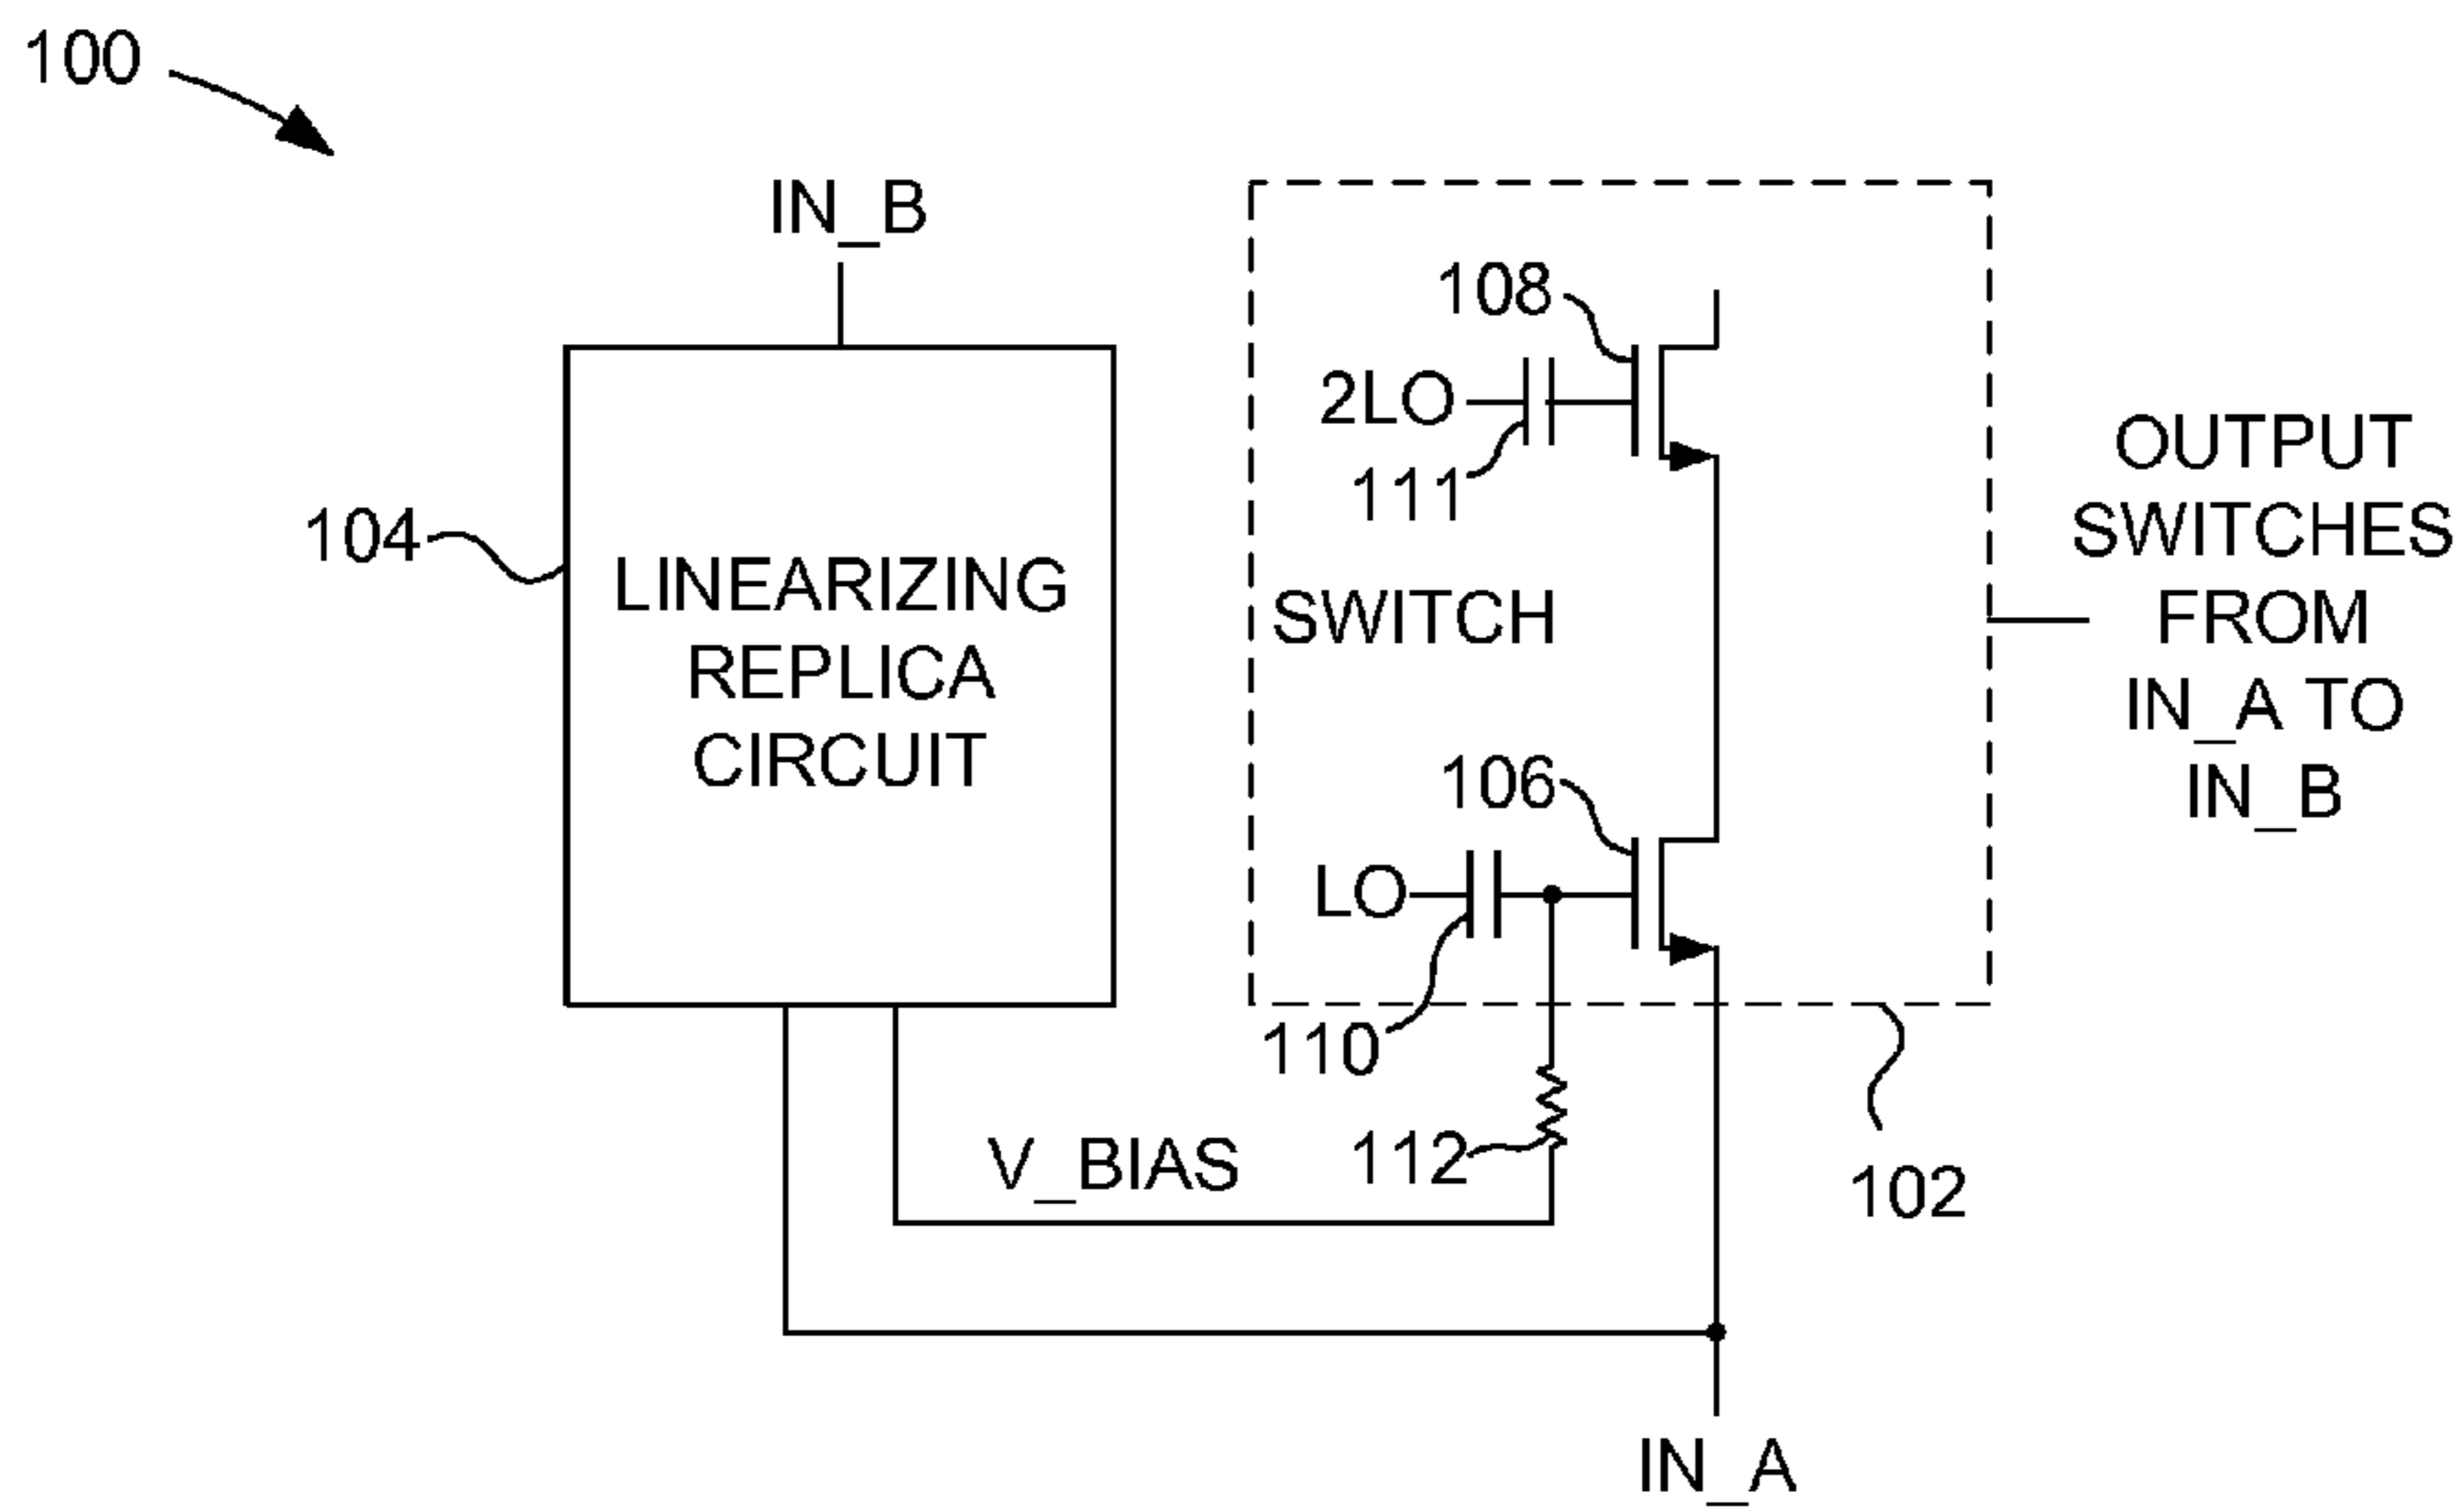 100
IN_B
108
2LO
111
OUTPUT
SWITCHES
FROM
IN_A TO
IN_B
104
LINEARIZING
REPLICA
CIRCUIT
SWITCH
106
LO
110
112
V_BIAS
102
IN_A